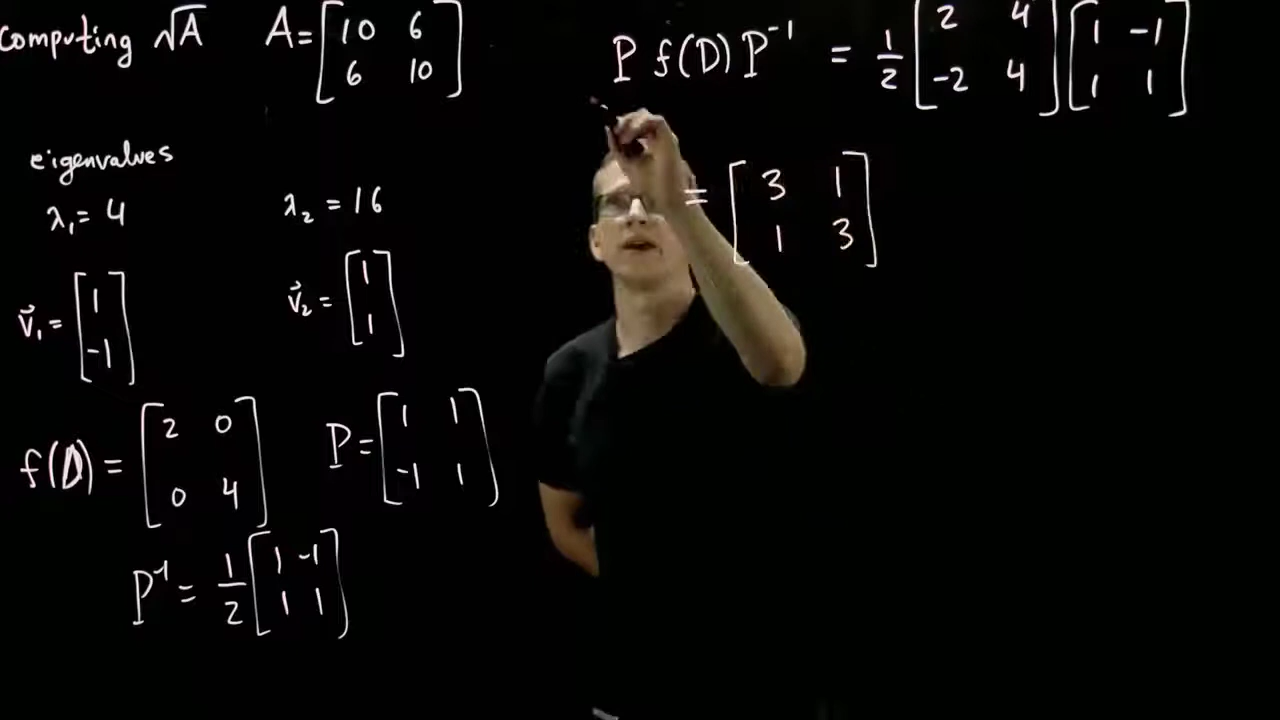 computing √A A = [10 6; 6 10]
eigenvalues
λ₁ = 4 λ₂ = 16
v⃗₁ = [1; -1] v⃗₂ = [1; 1]
f(D) = [2 0; 0 4] P = [1 1; -1 1]
P⁻¹ = 1/2 [1 -1; 1 1]
P f(D) P⁻¹ = 1/2 [2 4; -2 4] [1 -1; 1 1]
= [3 1; 1 3]